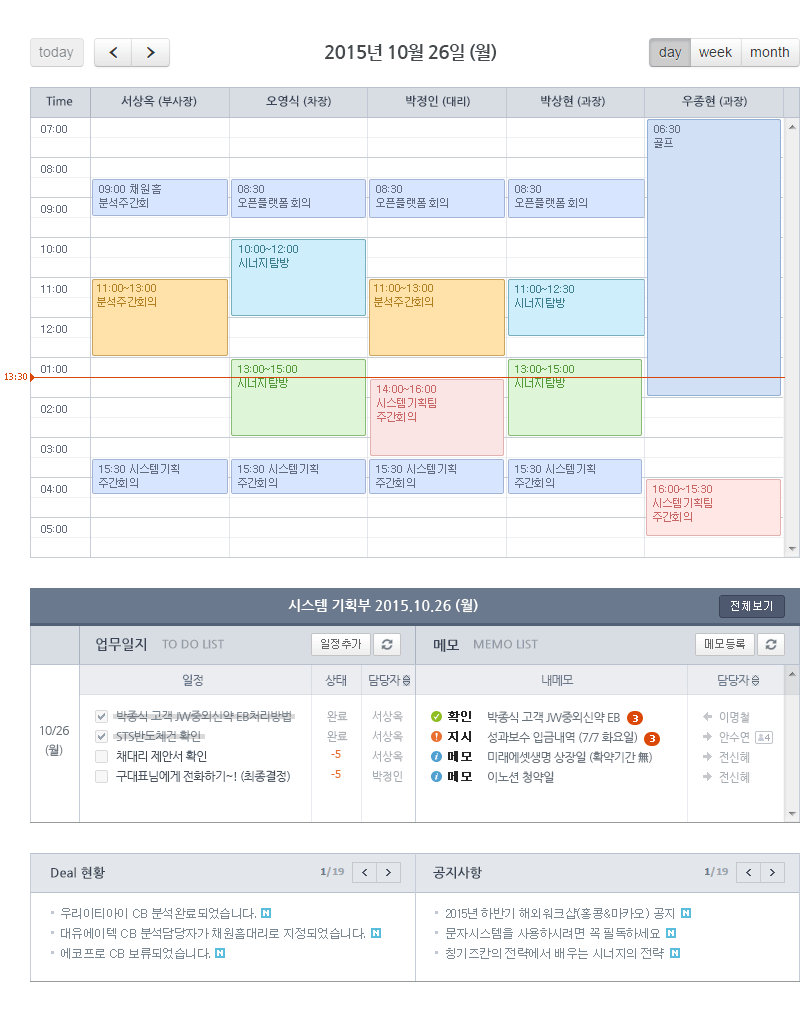 today
2015년 10월 26일 (월)
day week month
Time 서상옥 (부사장) 오영식 (차장) 박정인 (대리) 박상현 (과장) 우종현 (과장)
07:00
06:30
골프
08:00
09:00 채원홈
분석주간회
08:30
오픈플랫폼 회의
08:30
오픈플랫폼 회의
08:30
오픈플랫폼 회의
09:00
10:00
10:00~12:00
시너지탐방
11:00
11:00~13:00
분석주간회의
11:00~13:00
분석주간회의
11:00~12:30
시너지탐방
12:00
01:00
13:00~15:00
시너지탐방
13:00~15:00
시너지탐방
13:30
14:00~16:00
시스템기획팀
주간회의
02:00
03:00
15:30 시스템기획
주간회의
15:30 시스템기획
주간회의
15:30 시스템기획
주간회의
15:30 시스템기획
주간회의
04:00
16:00~15:30
시스템기획팀
주간회의
05:00
시스템 기획부 2015.10.26 (월)
전체보기
업무일지 TO DO LIST 일정추가
메모 MEMO LIST 메모등록
일정 상태 담당자
내메모 담당자
10/26
(월)
박종식 고객 JW중외신약 EB처리방법 완료 서상옥
STS반도체건 확인 완료 서상옥
채대리 제안서 확인 -5 서상옥
구대표님에게 전화하기~! (최종결정) -5 박정인
확인 박종식 고객 JW중외신약 EB 3 이명철
지시 성과보수 입금내역 (7/7 화요일) 3 안수연 4
메모 미래에셋생명 상장일 (확약기간 無) 전신혜
메모 이노션 청약일 전신혜
Deal 현황 1/19
우리이티아이 CB 분석완료되었습니다. N
대유에이텍 CB 분석담당자가 채원홈대리로 지정되었습니다. N
에코프로 CB 보류되었습니다. N
공지사항 1/19
2015년 하반기 해외워크샵(홍콩&마카오) 공지 N
문자시스템을 사용하시려면 꼭 필독하세요 N
칭기즈칸의 전략에서 배우는 시너지의 전략 N